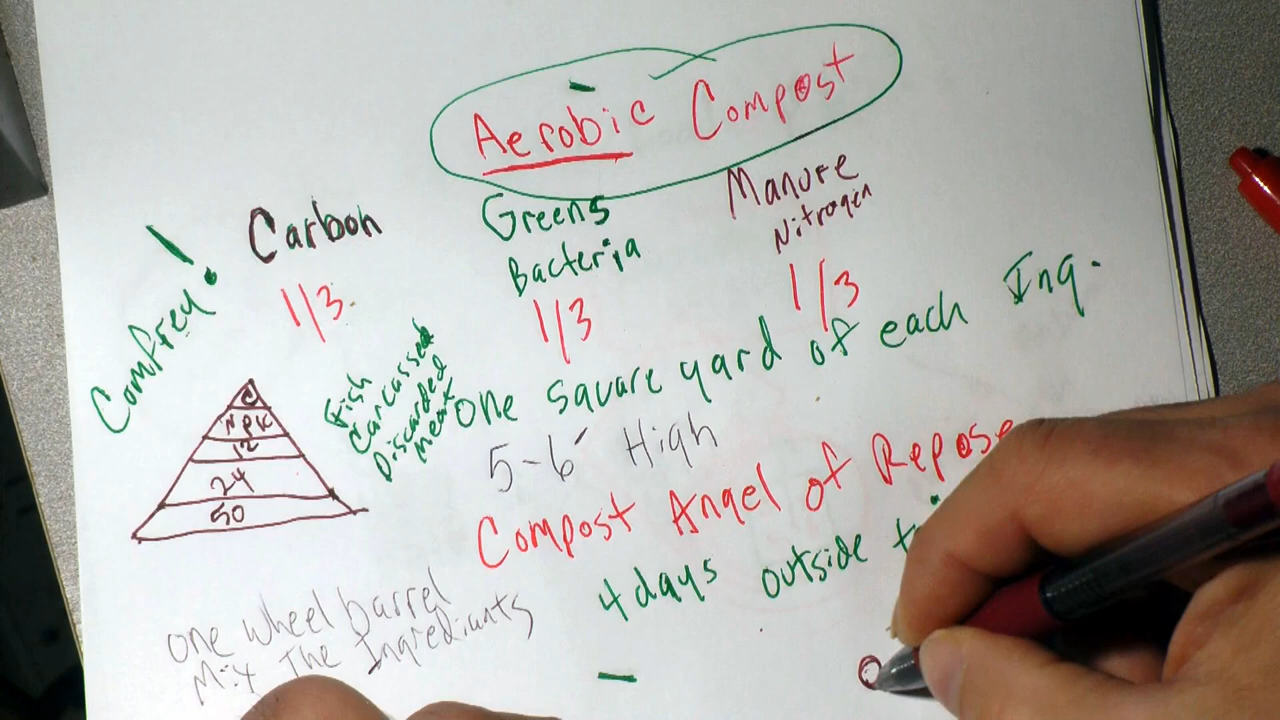 Aerobic Compost
Carbon
1/3
Greens
Bacteria
1/3
Manure
Nitrogen
1/3
Comfrey!
C
NPK
12
24
50
Fish
Carcassed
Discarded
meat
one square yard of each Ing.
5-6' High
Compost Angel of Repose
4 days outside
one wheel barrel
Mix The Ingrediants